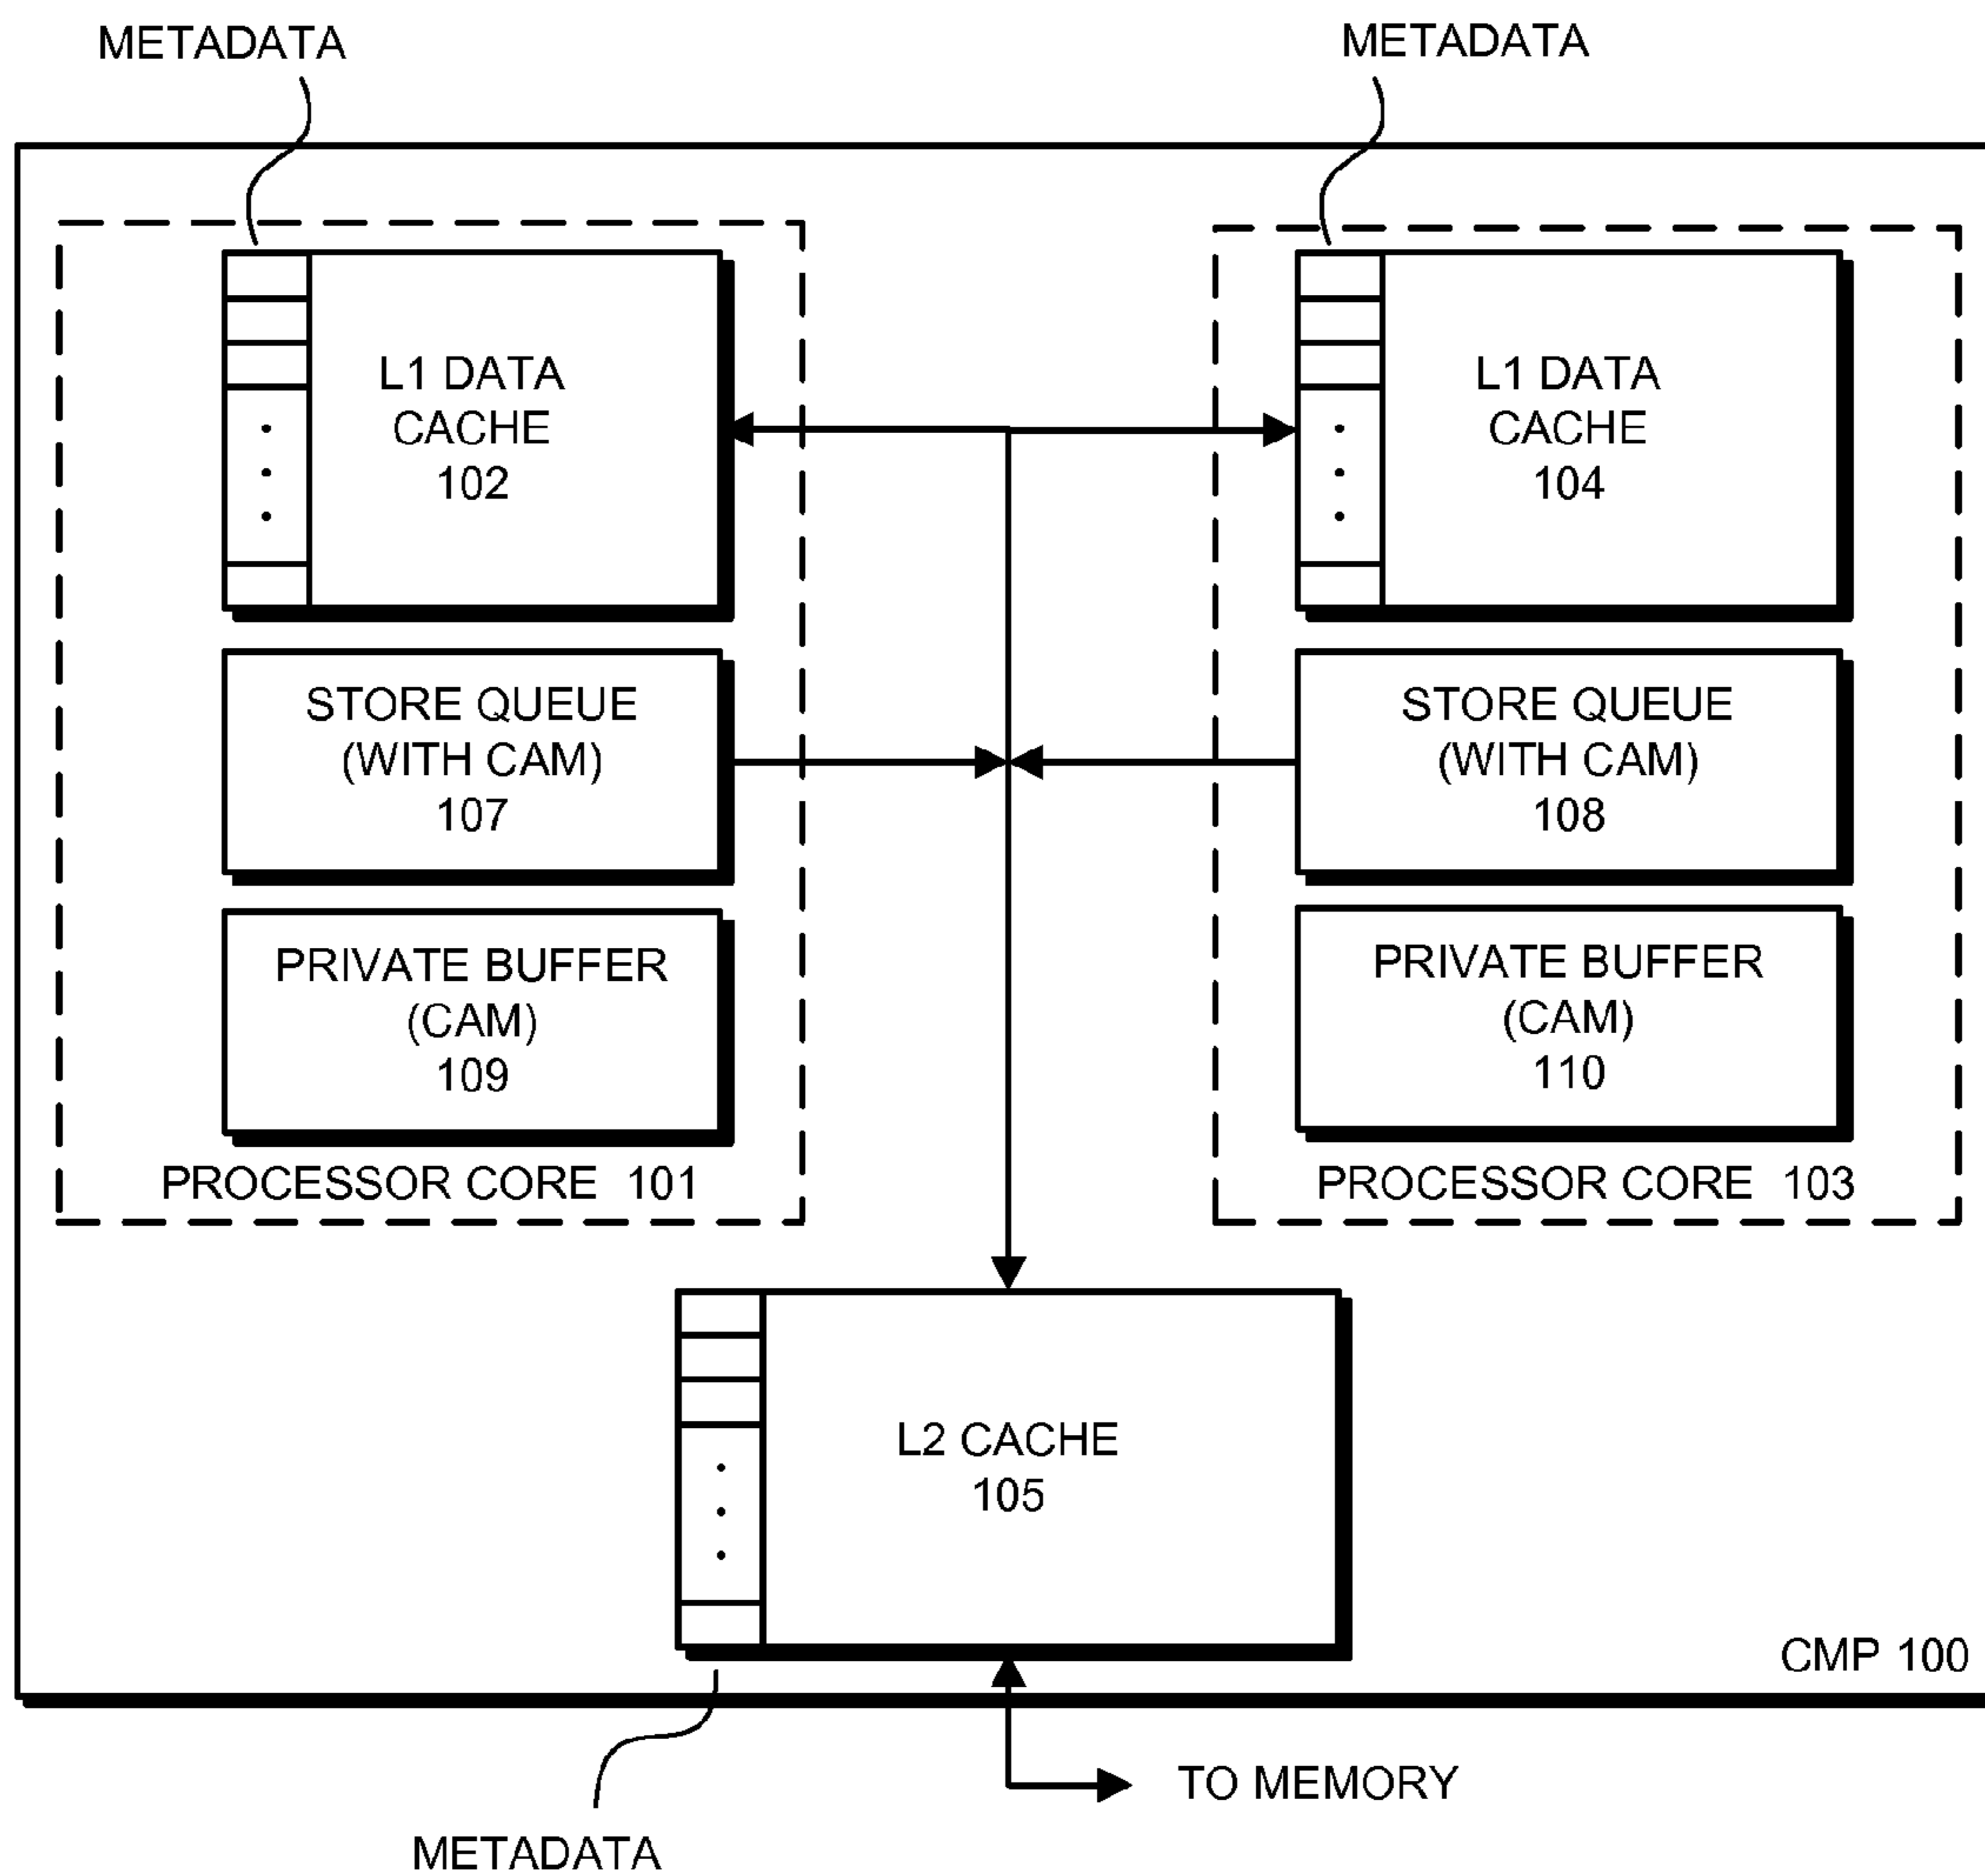 METADATA
METADATA
L1 DATA
CACHE
102
L1 DATA
CACHE
104
STORE QUEUE
(WITH CAM)
107
STORE QUEUE
(WITH CAM)
108
PRIVATE BUFFER
(CAM)
109
PRIVATE BUFFER
(CAM)
110
PROCESSOR CORE 101
PROCESSOR CORE 103
L2 CACHE
105
CMP 100
TO MEMORY
METADATA